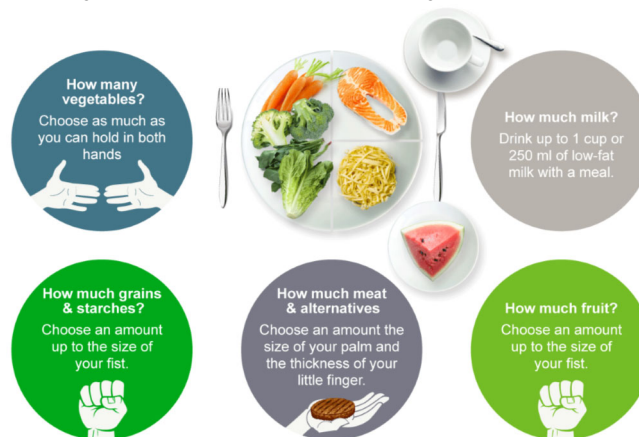 How many
vegetables?
Choose as much as
you can hold in both
hands
How much milk?
Drink up to 1 cup or
250 ml of low-fat
milk with a meal.
How much grains
& starches?
Choose an amount
up to the size of
your fist.
How much meat
& alternatives
Choose an amount the
size of your palm and
the thickness of your
little finger.
How much fruit?
Choose an amount
up to the size of
your fist.